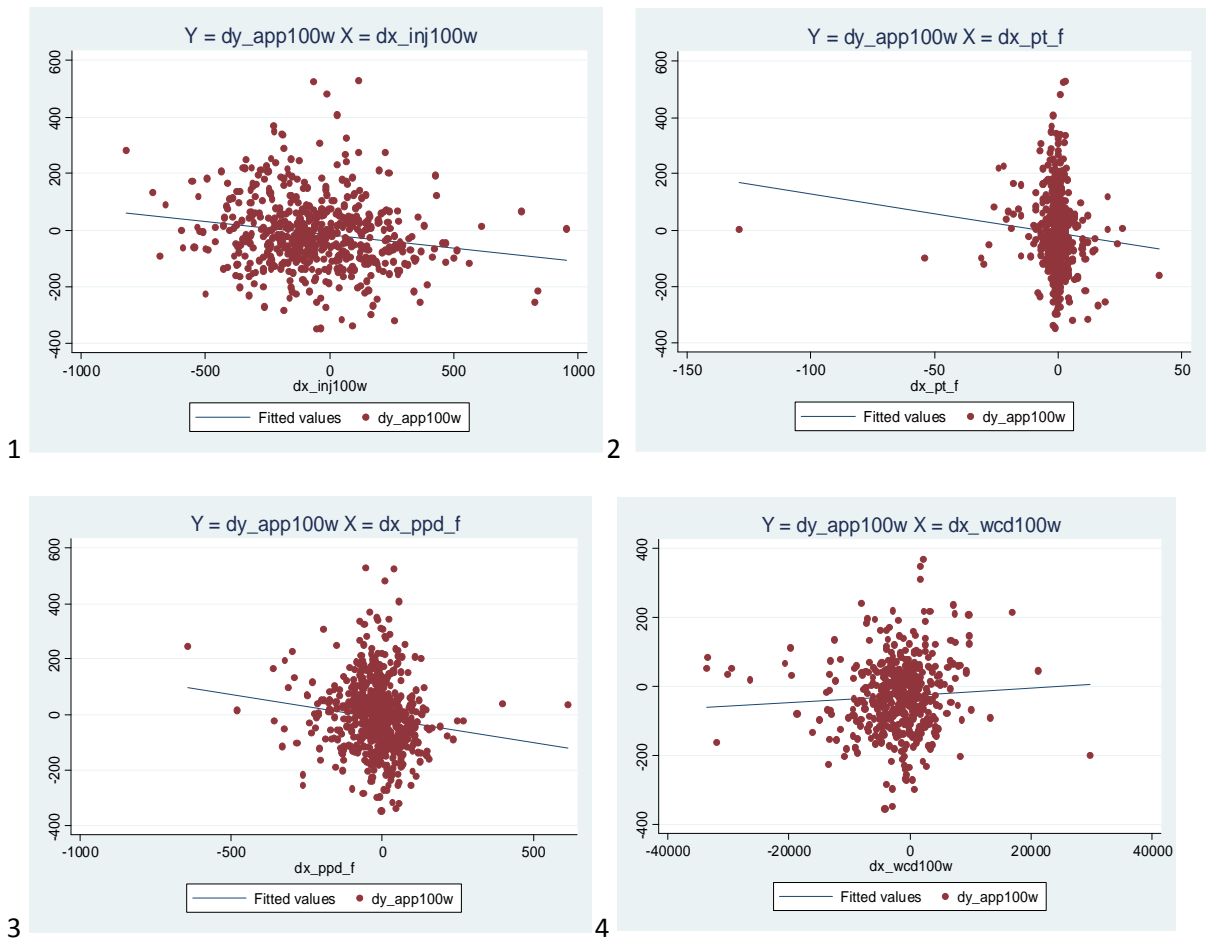 Y = dy_app100w X = dx_inj100w
600
400
200
0
-200
-400
-1000
-500
0
500
1000
dx_inj100w
Fitted values
dy_app100w
1
Y = dy_app100w X = dx_pt_f
600
400
200
0
-200
-400
-150
-100
-50
0
50
dx_pt_f
Fitted values
dy_app100w
2
Y = dy_app100w X = dx_ppd_f
600
400
200
0
-200
-400
-1000
-500
0
500
dx_ppd_f
Fitted values
dy_app100w
3
Y = dy_app100w X = dx_wcd100w
400
200
0
-200
-400
-40000
-20000
0
20000
40000
dx_wcd100w
Fitted values
dy_app100w
4